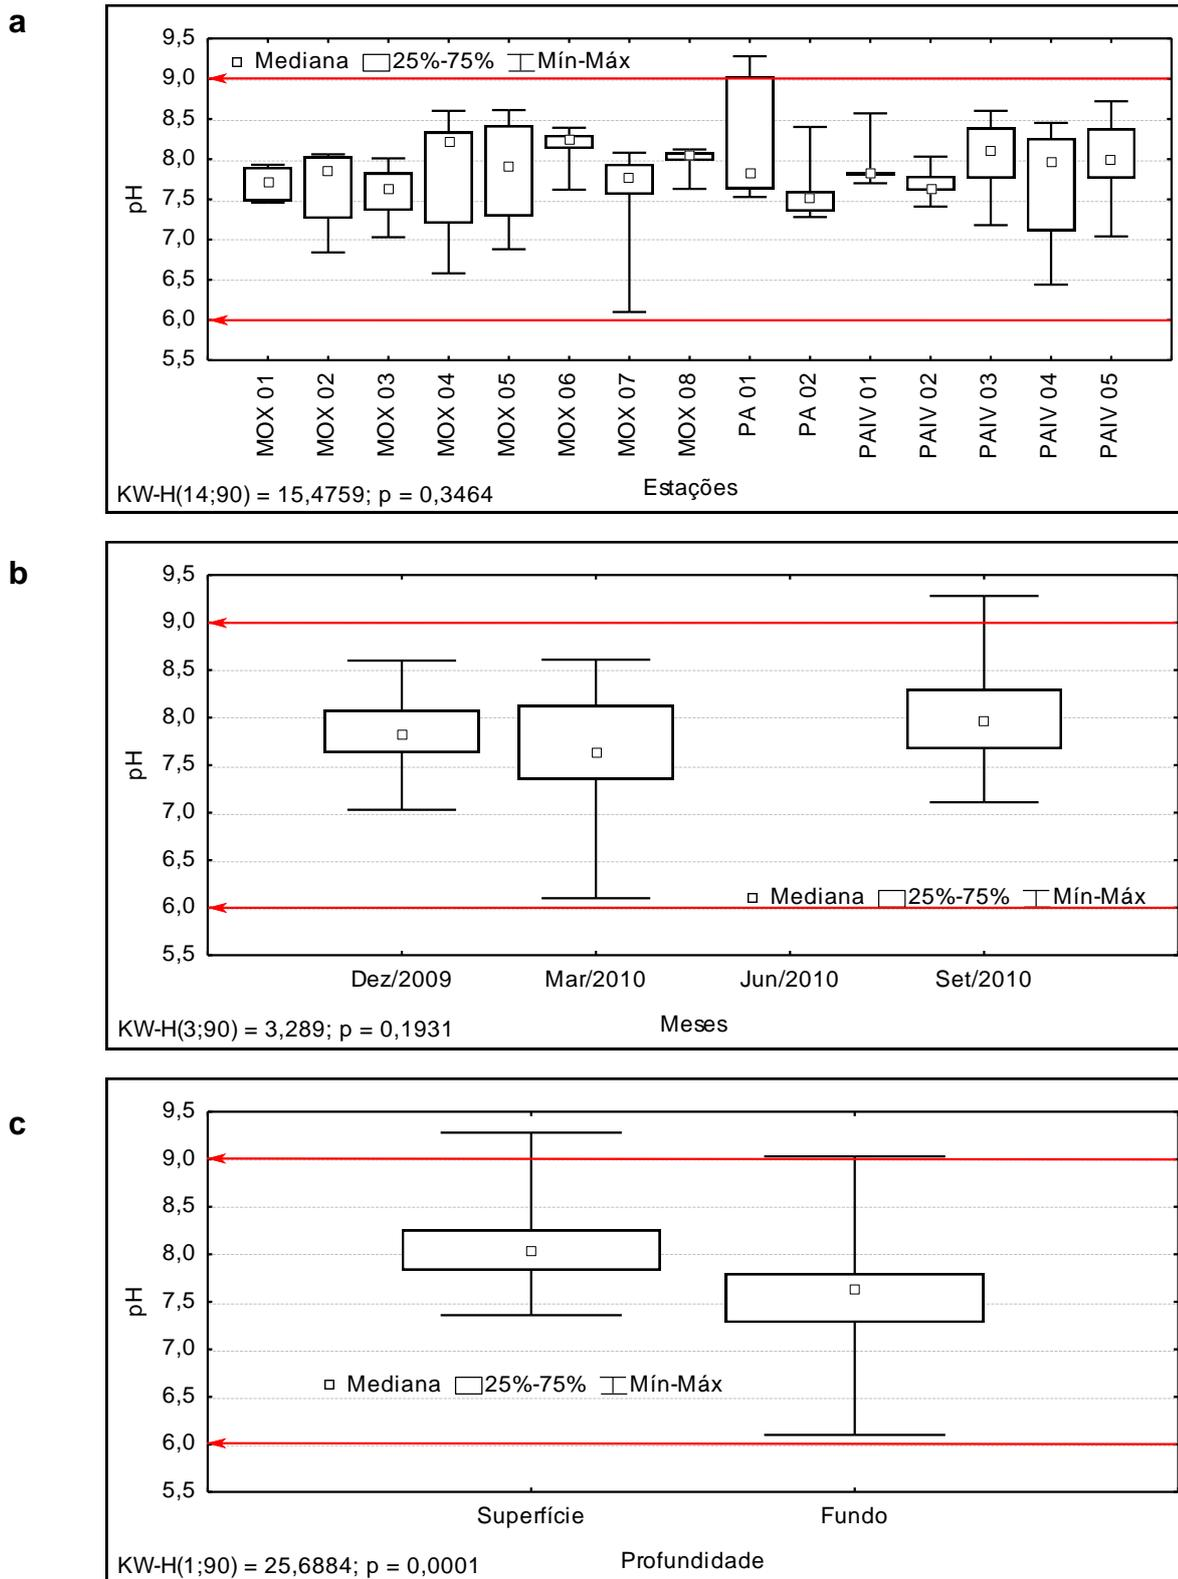 a
9,5
Mediana 25%-75% Mín-Máx
9,0
8,5
8,0
7,5
7,0
6,5
6,0
5,5
pH
MOX 01
MOX 02
MOX 03
MOX 04
MOX 05
MOX 06
MOX 07
MOX 08
PA 01
PA 02
PAIV 01
PAIV 02
PAIV 03
PAIV 04
PAIV 05
Estações
KW-H(14;90) = 15,4759; p = 0,3464
b
9,5
9,0
8,5
8,0
7,5
7,0
6,5
6,0
5,5
pH
Mediana 25%-75% Mín-Máx
Dez/2009 Mar/2010 Jun/2010 Set/2010
Meses
KW-H(3;90) = 3,289; p = 0,1931
c
9,5
9,0
8,5
8,0
7,5
7,0
6,5
6,0
5,5
pH
Mediana 25%-75% Mín-Máx
Superfície Fundo
Profundidade
KW-H(1;90) = 25,6884; p = 0,0001